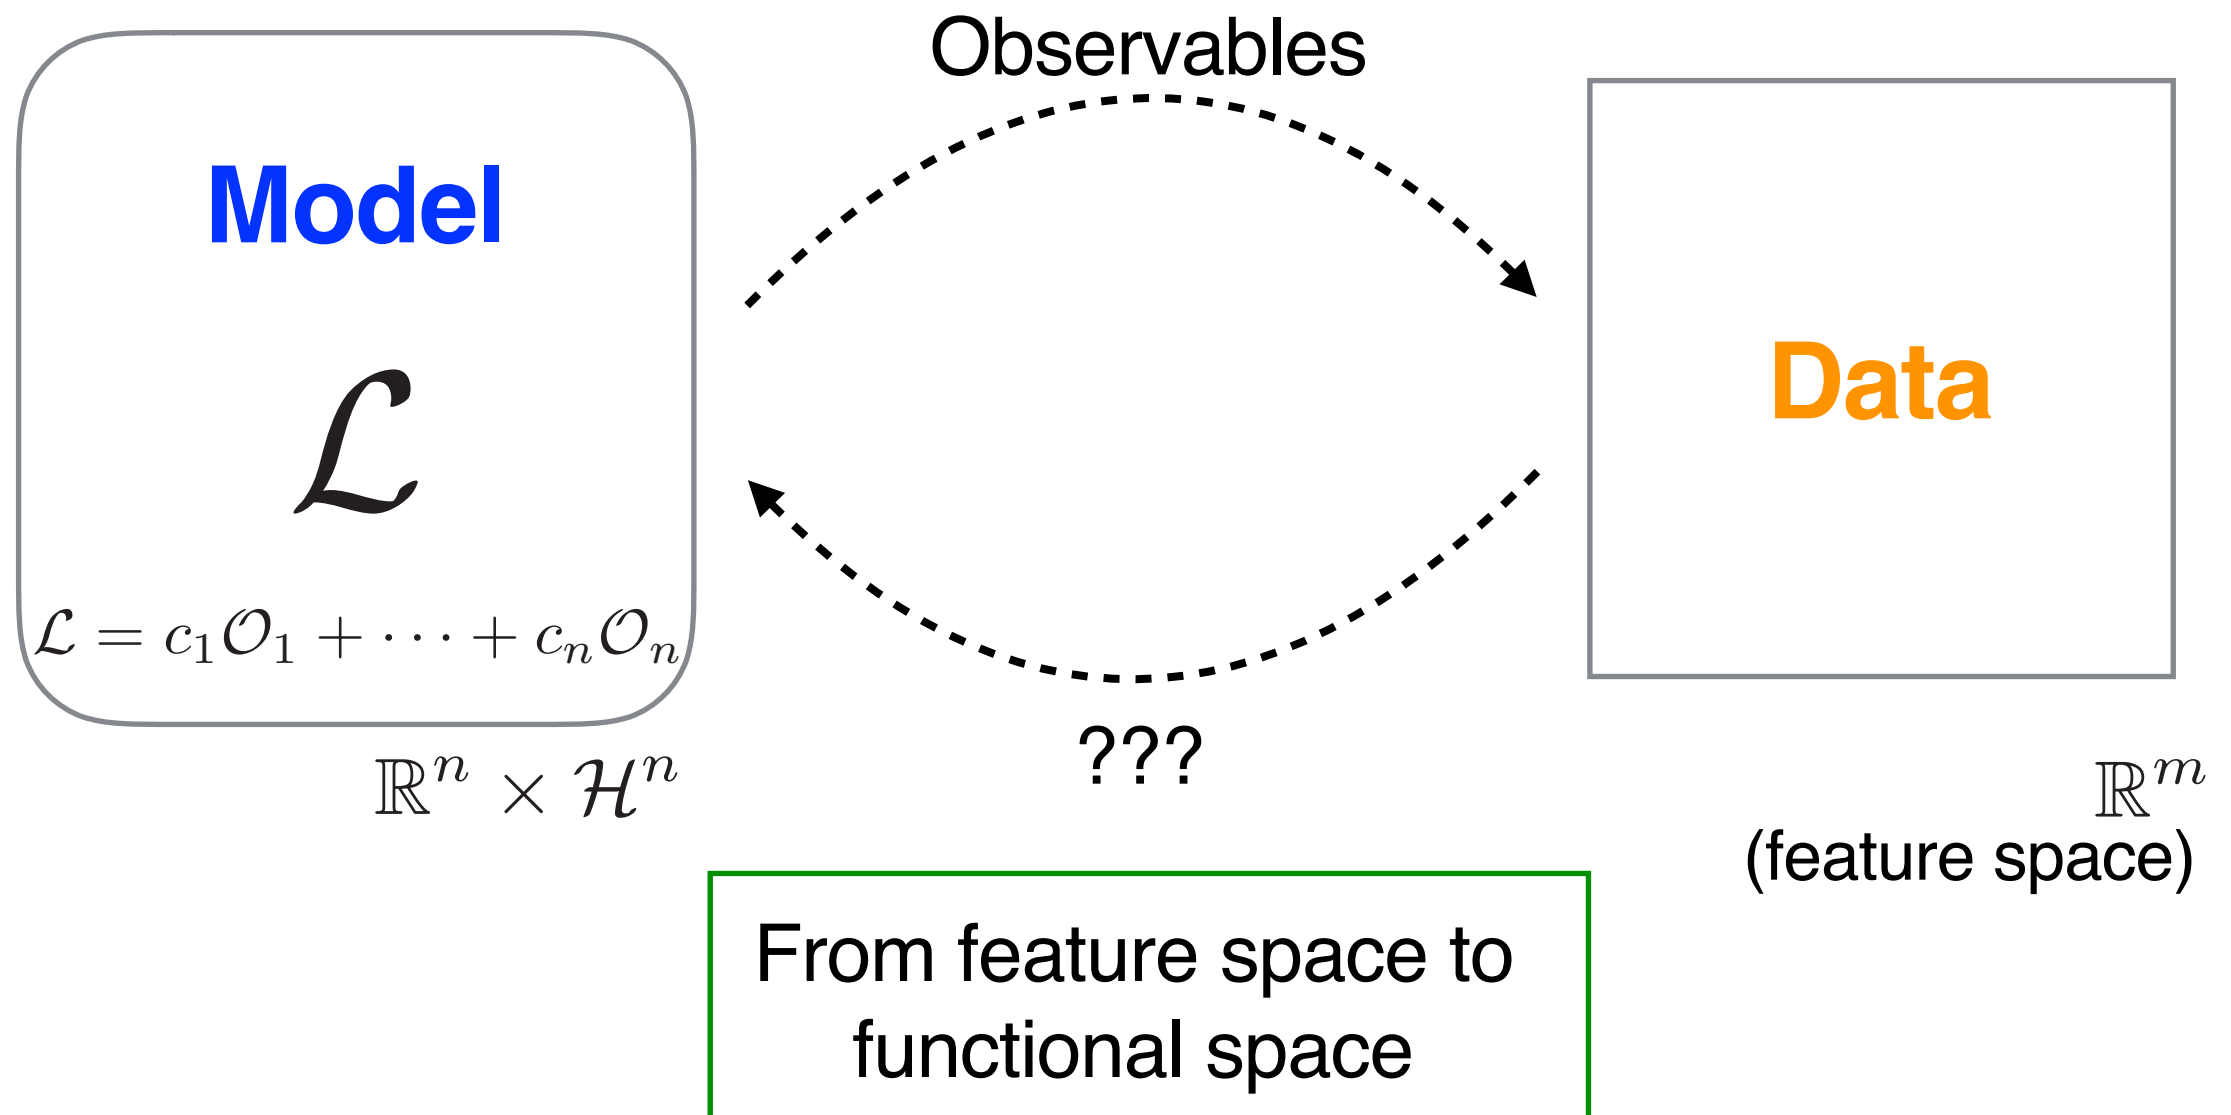 Observables
Model
ℒ
ℒ = c₁𝒪₁ + ⋯ + cₙ𝒪ₙ
ℝⁿ × ℋⁿ
Data
???
ℝᵐ
(feature space)
From feature space to
functional space